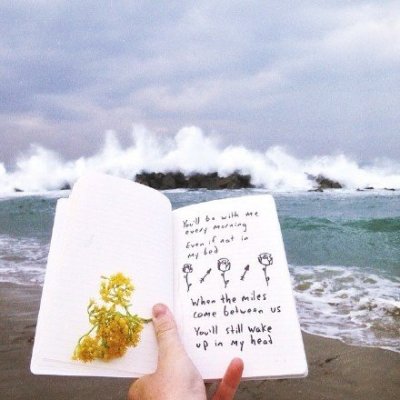 You'll be with me
every morning
Even if not in
my bed
When the miles
come between us
You'll still wake
up in my head